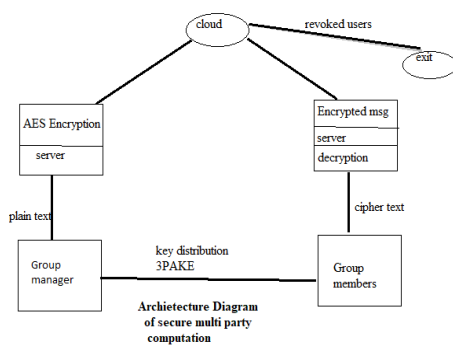 cloud
revoked users
exit
AES Encryption
server
Encrypted msg
server
decryption
plain text
cipher text
key distribution
3PAKE
Group
manager
Group
members
Archietecture Diagram
of secure multi party
computation